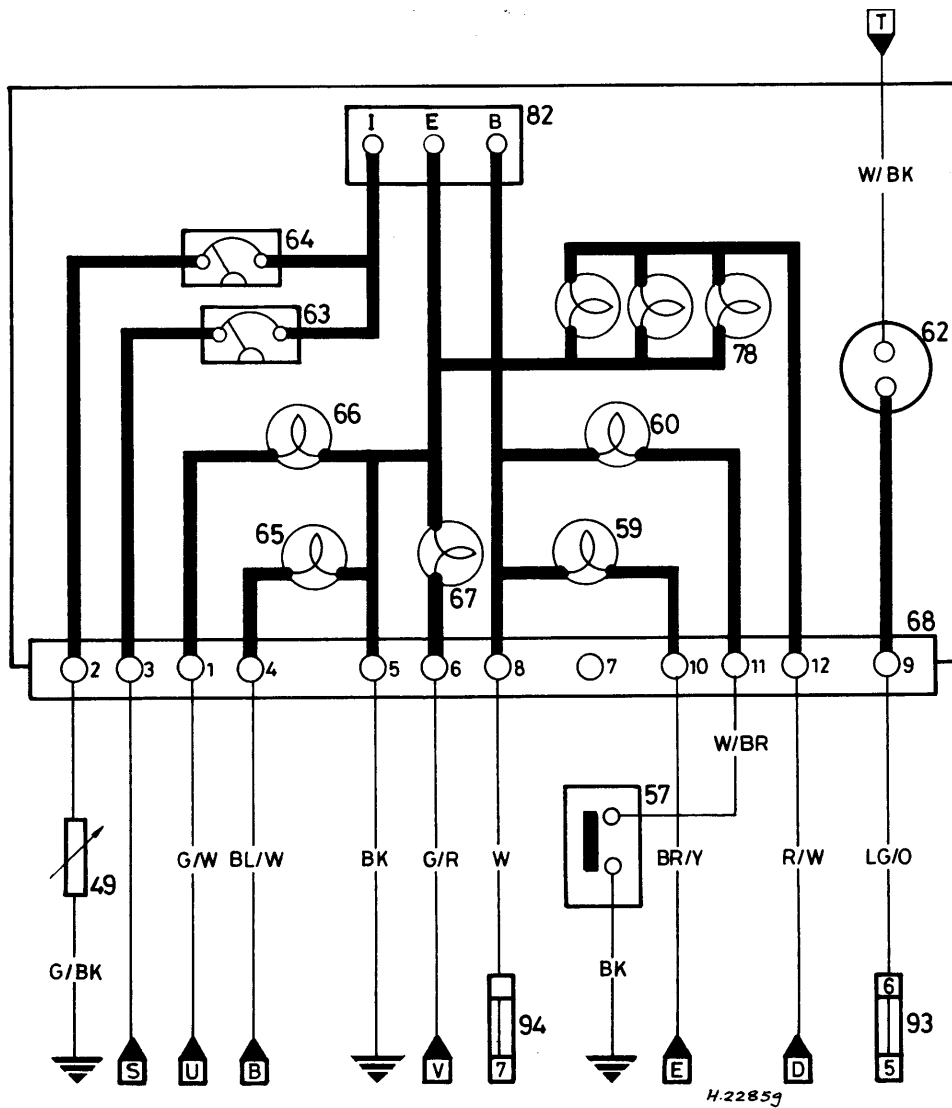 T
I E B 82
W/BK
64
63
62
78
66
60
65
59
67
68
2 3 1 4 5 6 8 7 10 11 12 9
W/BR
57
G/W BL/W BK G/R W BR/Y R/W LG/O
49
G/BK
BK
6
94
93
S U B V 7 E D 5
H.2285g